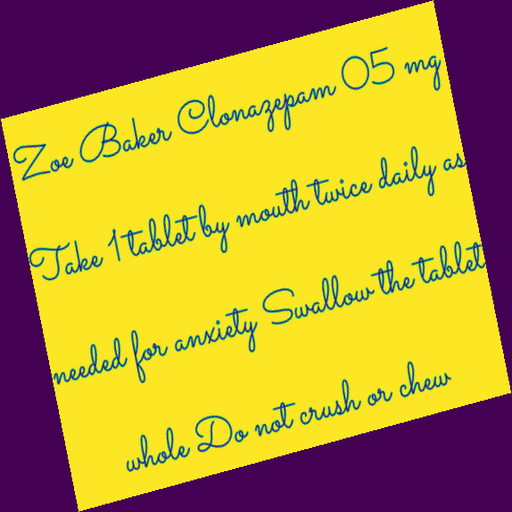 Zoe Baker Clonazepam 05 mg
Take 1 tablet by mouth twice daily as
needed for anxiety Swallow the tablet
whole Do not crush or chew